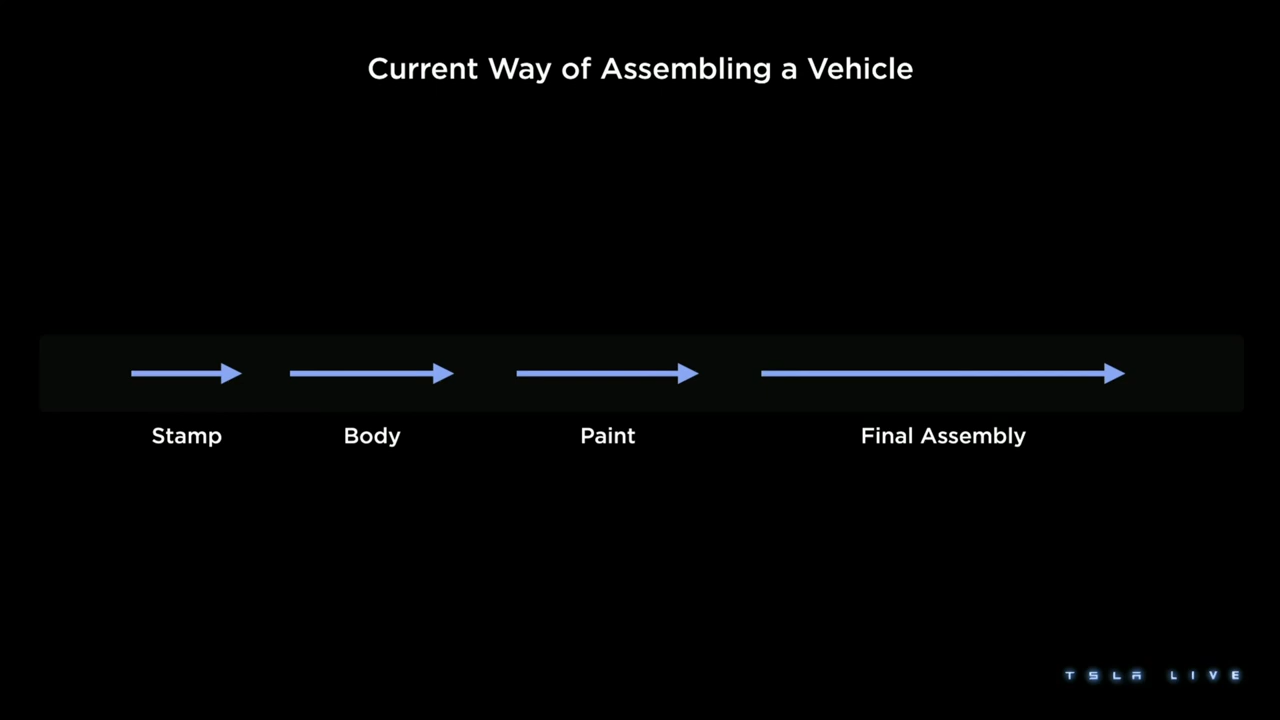 Current Way of Assembling a Vehicle
Stamp
Body
Paint
Final Assembly
TSLA LIVE